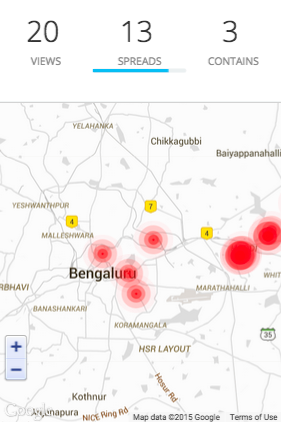 20 13 3
VIEWS SPREADS CONTAINS
YELAHANKA
Chikkagubbi
Baiyappanahalli
YESHWANTHPUR
7
4
4
MALLESHWARA
Bengaluru
WHIT
RBHAVI
MARATHAHALLI
BANASHANKARI
KORAMANGALA
35
HSR LAYOUT
+
−
Hosur Rd
Kothnur
Google
Anjanapura
NICE Ring Rd
Map data ©2015 Google Terms of Use